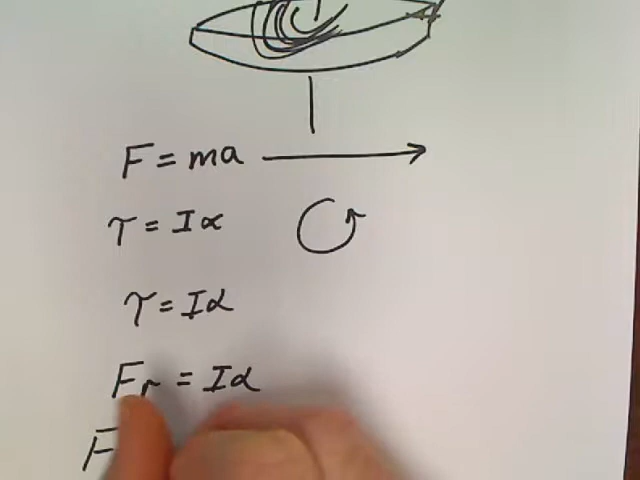 F = ma
τ = Iα
τ = Iα
Fr = Iα
F